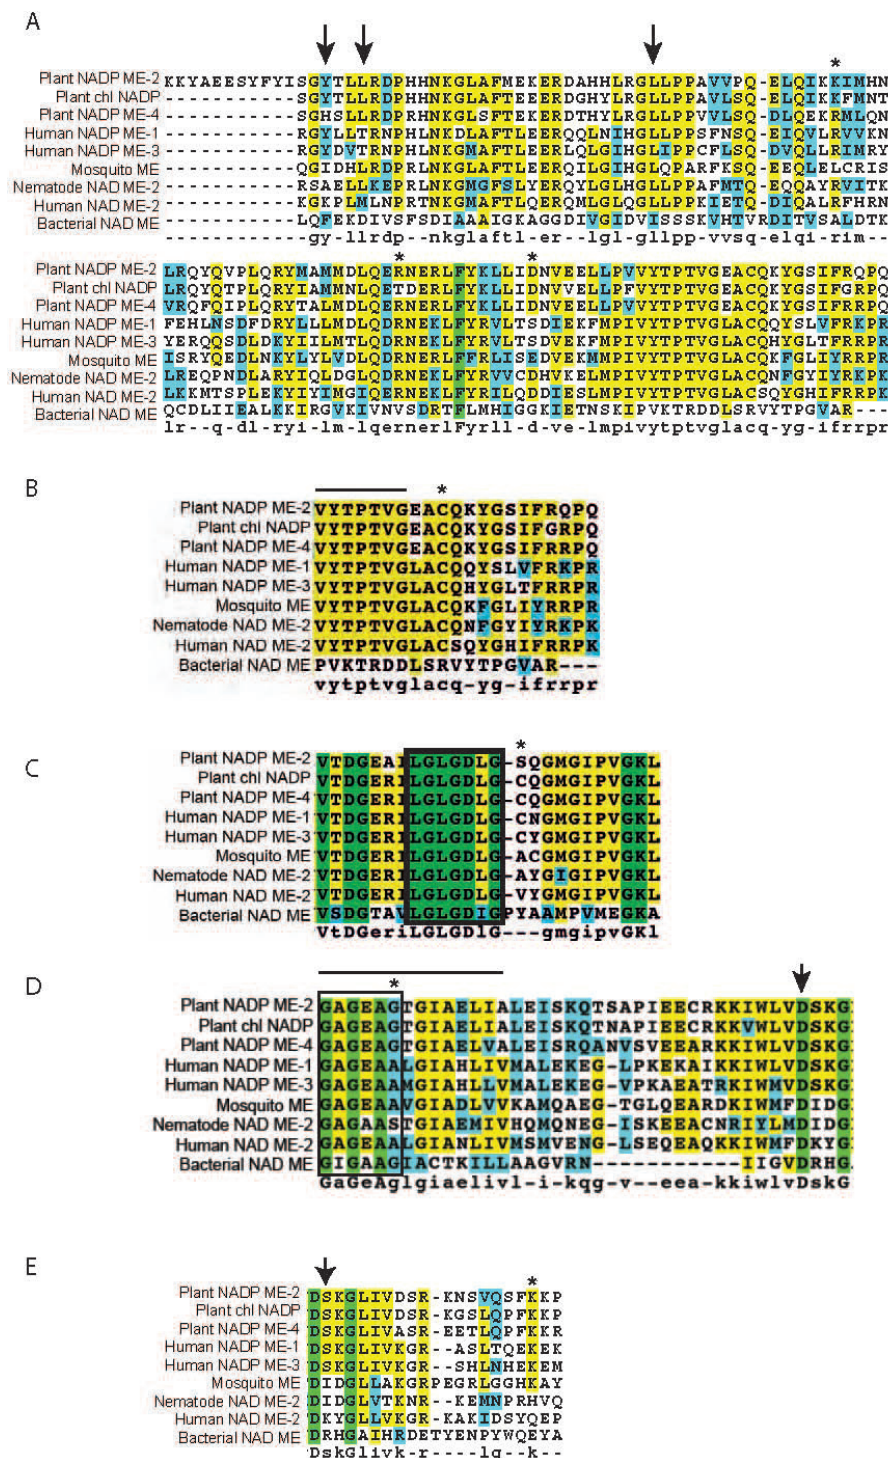 A
*
Plant NADP ME-2 KKYAEESYFYISGYTLLRDPHHNKGLAFMEKERDAHHLRGLLPPAVVPQ-ELQIKKIMHN
Plant chl NADP -----------SGYTLLRDPRHNKGLAFTEEERDGHYLRGLLPPAVLSQ-ELQIKKFMNT
Plant NADP ME-4 -----------SGHSLLRDPRHNKGLSFTEKERDTHYLRGLLPPVVLSQ-DLQEKRMLQN
Human NADP ME-1 -----------RGYLLTRNPHLNKDLAFTLEERQQLNIHGLLPPSFNSQ-EIQVLRVVKN
Human NADP ME-3 -----------RGYDVTRNPHLNKGMAFTLEERLQLGIHGLIPPCFLSQ-DVQLLRIMRY
Mosquito ME -----------QGIDHLRDPRLNKGLAFTLEERQILGIHGLQPARFKSQ-EEQLELCRIS
Nematode NAD ME-2 -----------RSAELLKEPRLNKGMGFSLYERQYLGLHGLLPPAFMTQ-EQQAYRVITK
Human NAD ME-2 -----------KGKPLMLNPRTNKGMAFTLQERQMLGLQGLLPPKIETQ-DIQALRFHRN
Bacterial NAD ME -----------LQFEKDIVSFSDIAAAIGKAGGDIVGIDVISSSKVHTVRDITVSALDTK
------------gy-llrdp--nkglaftle-er--lgl-gllppvvsq-elqi-rim--
* *
Plant NADP ME-2 LRQYQVPLQRYMAMMDLQERNERLFYKLLIDNVEELLPVVYTPTVGEACQKYGSIFRQPQ
Plant chl NADP LRQYQTPLQRYIAMMNLQETDERLFYKLLIDNVVELLPFVYTPTVGEACQKYGSIFGRPQ
Plant NADP ME-4 VRQFQIPLQRYTALMDLQERNERLFYKLLIDNVEELLPVVYTPTVGEACQKYGSIFRRPQ
Human NADP ME-1 FEHLNSDFDRYLLLMDLQDRNEKLFYRVLTSDIEKFMPIVYTPTVGLACQQYSLVFRKPR
Human NADP ME-3 YERQQSDLDKYIILMTLQDRNEKLFYRVLTSDVEKFMPIVYTPTVGLACQHYGLTFRRPR
Mosquito ME ISRYQEDLNKYLYLVDLQDRNERLFFRLISEDVEKMMPIVYTPTVGLACQKFGLIYRRPR
Nematode NAD ME-2 LREQPNDLARYIQLDGLQDRNEKLFYRVVCDHVKELMPIVYTPTVGLACQNFGYIYRKPK
Human NAD ME-2 LKKMTSPLEKYIYIMGIQERNEKLFYRILQDDIESLMPIVYTPTVGLACSQYGHIFRRPK
Bacterial NAD ME QCDLIIEALKKIRGVKIVNVSDRTFLMHIGGKIETNSKIPVKTRDDLSRVYTPGVAR---
lr--q-dl-ryi-lm-lqernerlFyrll-d-ve-lmpivytptvglacq-yg-ifrrpr
B
*
Plant NADP ME-2 VYTPTVGEACQKYGSIFRQPQ
Plant chl NADP VYTPTVGEACQKYGSIFGRPQ
Plant NADP ME-4 VYTPTVGEACQKYGSIFRRPQ
Human NADP ME-1 VYTPTVGLACQQYSLVFRKPR
Human NADP ME-3 VYTPTVGLACQHYGLTFRRPR
Mosquito ME VYTPTVGLACQKFGLIYRRPR
Nematode NAD ME-2 VYTPTVGLACQNFGYIYRKPK
Human NAD ME-2 VYTPTVGLACSQYGHIFRRPK
Bacterial NAD ME PVKTRDDLSRVYTPGVAR---
vytptvglacq-yg-ifrrpr
C
*
Plant NADP ME-2 VTDGEAILGLGDLG-SQGMGIPVGKL
Plant chl NADP VTDGERILGLGDLG-CQGMGIPVGKL
Plant NADP ME-4 VTDGERILGLGDLG-CQGMGIPVGKL
Human NADP ME-1 VTDGERILGLGDLG-CNGMGIPVGKL
Human NADP ME-3 VTDGERILGLGDLG-CYGMGIPVGKL
Mosquito ME VTDGERILGLGDLG-ACGMGIPVGKL
Nematode NAD ME-2 VTDGERILGLGDLG-AYGIGIPVGKL
Human NAD ME-2 VTDGERILGLGDLG-VYGMGIPVGKL
Bacterial NAD ME VSDGTAVLGLGDIGPYAAMPVMEGKA
VtDGeriLGLGDlG---gmgipvGKl
D
*
Plant NADP ME-2 GAGEAGTGIAELIALEISKQTSAPIEECRKKIWLVDSKG
Plant chl NADP GAGEAGTGIAELIALEISKQTNAPIEECRKKVWLVDSKG
Plant NADP ME-4 GAGEAGTGIAELVALEISRQANVSVEEARKKIWLVDSKG
Human NADP ME-1 GAGEAALGIAHLIVMALEKEG-LPKEKAIKKIWLVDSKG
Human NADP ME-3 GAGEAAMGIAHLLVMALEKEG-VPKAEATRKIWMVDSKG
Mosquito ME GAGEAAVGIADLVVKAMQAEG-TGLQEARDKIWMFDIDG
Nematode NAD ME-2 GAGAASTGIAEMIVHQMQNEG-ISKEEACNRIYLMDIDG
Human NAD ME-2 GAGEAALGIANLIVMSMVENG-LSEQEAQKKIWMFDKYG
Bacterial NAD ME GIGAAGIACTKILLAAGVRN-----------IIGVDRHG
GaGeAglgiaelivl-i-kqg-v--eea-kkiwlvDskG
E
*
Plant NADP ME-2 DSKGLIVDSR-KNSVQSFKKP
Plant chl NADP DSKGLIVDSR-KGSLQPFKKP
Plant NADP ME-4 DSKGLIVASR-EETLQPFKKR
Human NADP ME-1 DSKGLIVKGR--ASLTQEKEK
Human NADP ME-3 DSKGLIVKGR--SHLNHEKEM
Mosquito ME DIDGLLAKGRPEGRLGGHKAY
Nematode NAD ME-2 DIDGLVTKNR--KEMNPRHVQ
Human NAD ME-2 DKYGLLVKGR-KAKIDSYQEP
Bacterial NAD ME DRHGAIHRDETYENPYWQEYA
DskGlivk-r----lq--k--